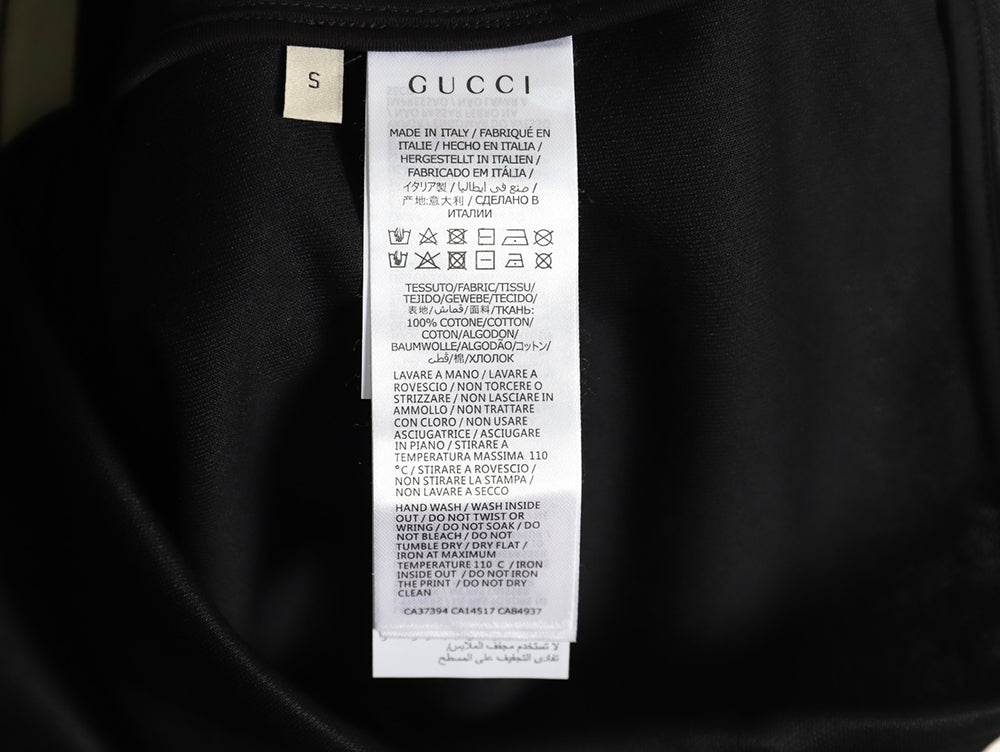 S
GUCCI
MADE IN ITALY / FABRIQUÉ EN
ITALIE / HECHO EN ITALIA /
HERGESTELLT IN ITALIEN /
FABRICADO EM ITÁLIA /
イタリア製 / صنع في ايطاليا /
产地:意大利 / СДЕЛАНО В
ИТАЛИИ
TESSUTO/FABRIC/TISSU/
TEJIDO/GEWEBE/TECIDO/
表地/قماش/面料/ТКАНЬ:
100% COTONE/COTTON/
COTON/ALGODON/
BAUMWOLLE/ALGODÃO/コットン/
قطن/棉/ХЛОПОК
LAVARE A MANO / LAVARE A
ROVESCIO / NON TORCERE O
STRIZZARE / NON LASCIARE IN
AMMOLLO / NON TRATTARE
CON CLORO / NON USARE
ASCIUGATRICE / ASCIUGARE
IN PIANO / STIRARE A
TEMPERATURA MASSIMA 110
°C / STIRARE A ROVESCIO /
NON STIRARE LA STAMPA /
NON LAVARE A SECCO
HAND WASH / WASH INSIDE
OUT / DO NOT TWIST OR
WRING / DO NOT SOAK / DO
NOT BLEACH / DO NOT
TUMBLE DRY / DRY FLAT /
IRON AT MAXIMUM
TEMPERATURE 110 C / IRON
INSIDE OUT / DO NOT IRON
THE PRINT / DO NOT DRY
CLEAN
CA37394 CA14517 CA84937
لا تستخدم مجفف الملابس/
تفادى التجفيف على المسطح